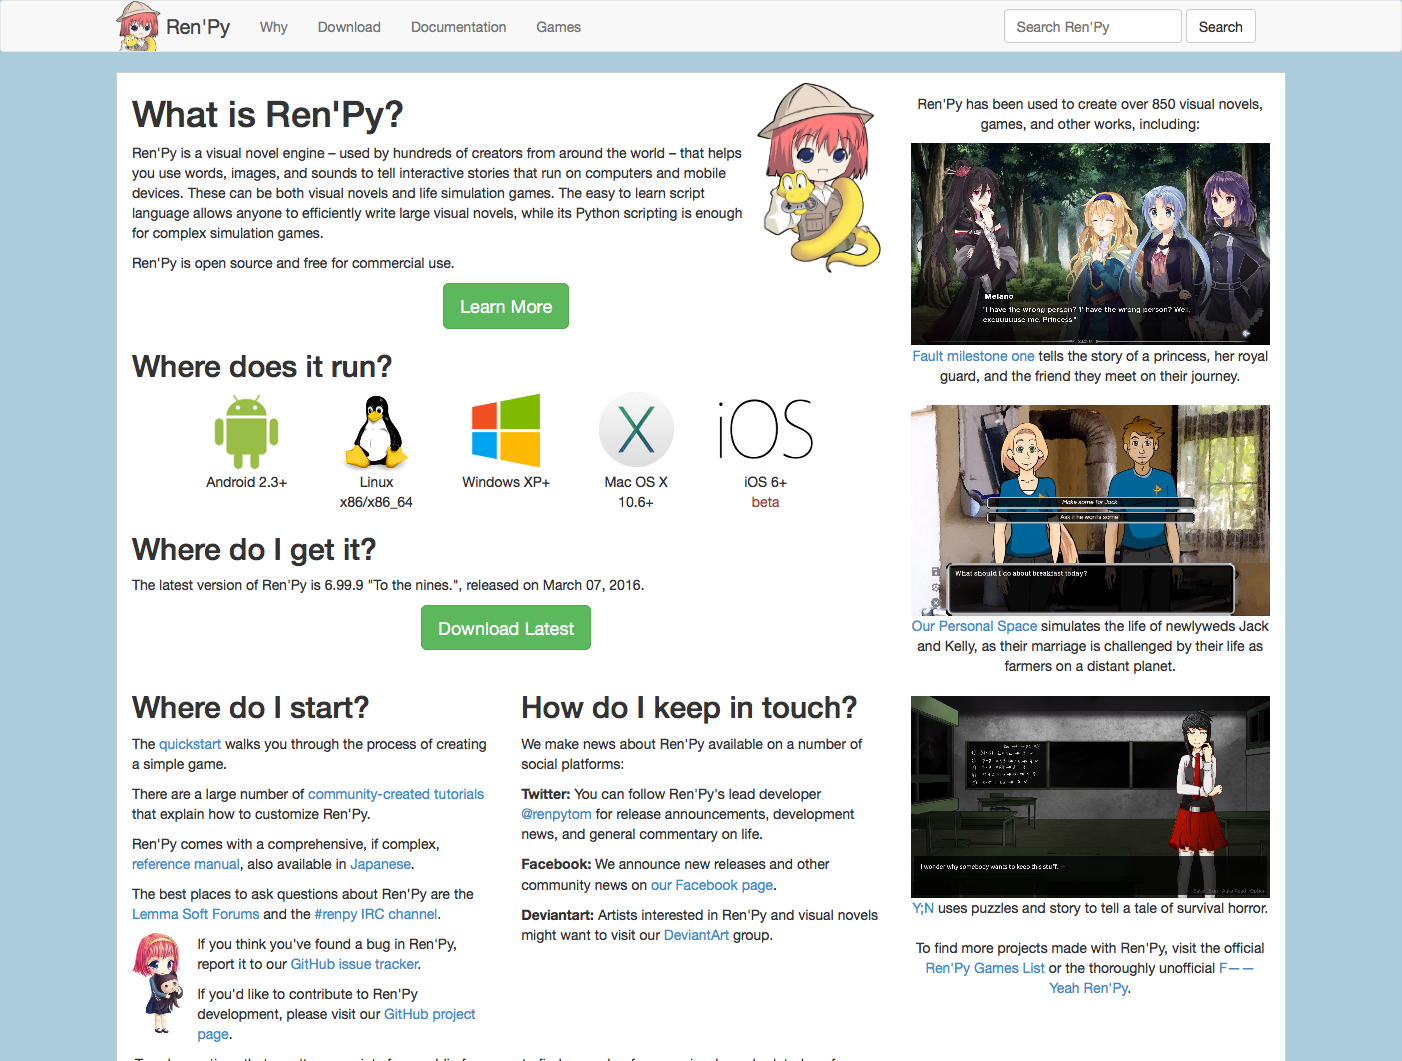 Ren'Py
Why
Download
Documentation
Games
Search Ren'Py
Search
What is Ren'Py?
Ren'Py is a visual novel engine – used by hundreds of creators from around the world – that helps
you use words, images, and sounds to tell interactive stories that run on computers and mobile
devices. These can be both visual novels and life simulation games. The easy to learn script
language allows anyone to efficiently write large visual novels, while its Python scripting is enough
for complex simulation games.
Ren'Py is open source and free for commercial use.
Learn More
Where does it run?
iOS
Android 2.3+
Linux
x86/x86_64
Windows XP+
Mac OS X
10.6+
iOS 6+
beta
Where do I get it?
The latest version of Ren'Py is 6.99.9 "To the nines.", released on March 07, 2016.
Download Latest
Where do I start?
The quickstart walks you through the process of creating
a simple game.
There are a large number of community-created tutorials
that explain how to customize Ren'Py.
Ren'Py comes with a comprehensive, if complex,
reference manual, also available in Japanese.
The best places to ask questions about Ren'Py are the
Lemma Soft Forums and the #renpy IRC channel.
If you think you've found a bug in Ren'Py,
report it to our GitHub issue tracker.
If you'd like to contribute to Ren'Py
development, please visit our GitHub project
page.
How do I keep in touch?
We make news about Ren'Py available on a number of
social platforms:
Twitter: You can follow Ren'Py's lead developer
@renpytom for release announcements, development
news, and general commentary on life.
Facebook: We announce new releases and other
community news on our Facebook page.
Deviantart: Artists interested in Ren'Py and visual novels
might want to visit our DeviantArt group.
Ren'Py has been used to create over 850 visual novels,
games, and other works, including:
Melano
"I have the wrong person? 'I' have the wrong person? Well,
excuuuuuse me, Princess."
Fault milestone one tells the story of a princess, her royal
guard, and the friend they meet on their journey.
Make some for Jack
Ask if he wants some
What should I do about breakfast today?
Our Personal Space simulates the life of newlyweds Jack
and Kelly, as their marriage is challenged by their life as
farmers on a distant planet.
I wonder why somebody wants to keep this stuff.
Save Skip Auto Read Option
Y;N uses puzzles and story to tell a tale of survival horror.
To find more projects made with Ren'Py, visit the official
Ren'Py Games List or the thoroughly unofficial F——
Yeah Ren'Py.